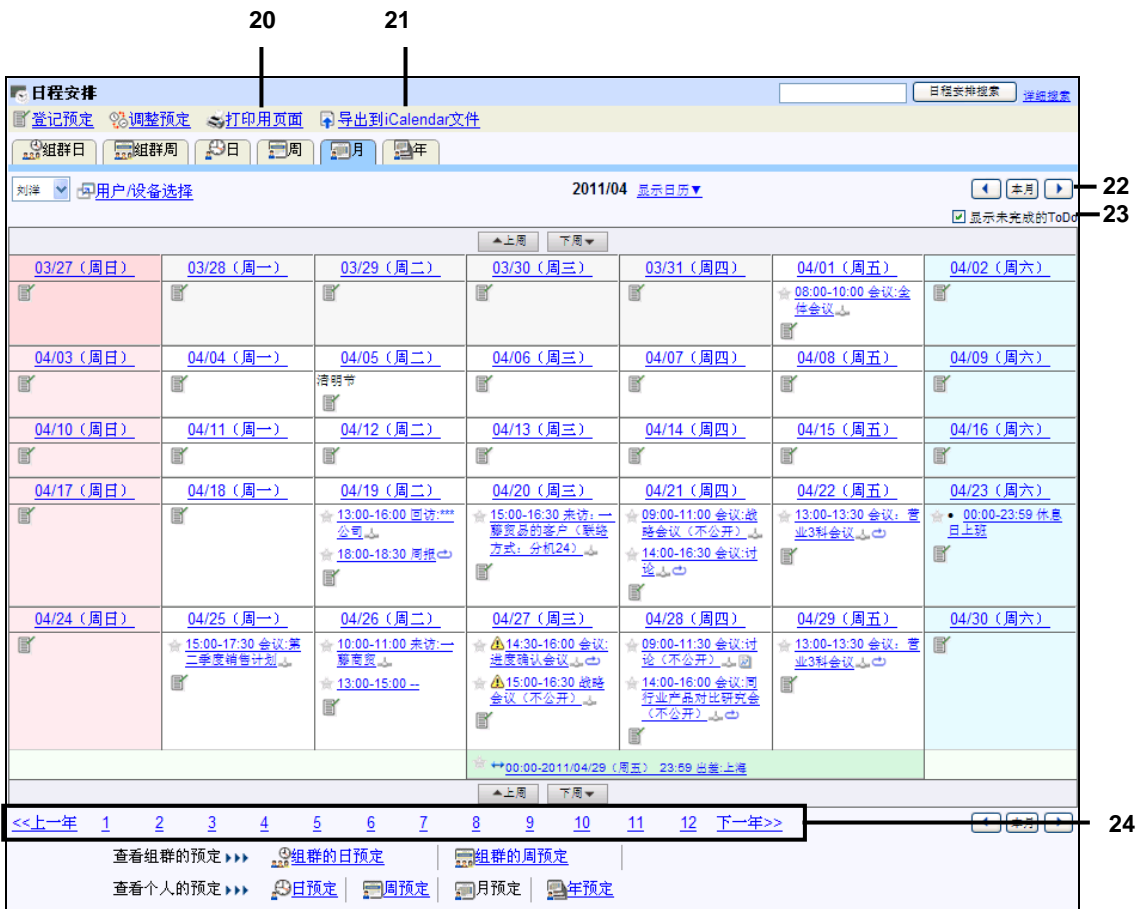 20 21
日程安排 日程安排搜索 详细搜索
登记预定 调整预定 打印用页面 导出到iCalendar文件
组群日 组群周 日 周 月 年
刘洋 用户/设备选择 2011/04 显示日历▼ 本月 22
显示未完成的ToDo 23
▲上周 下周▼
03/27（周日） 03/28（周一） 03/29（周二） 03/30（周三） 03/31（周四） 04/01（周五） 04/02（周六）
08:00-10:00 会议:全
体会议
04/03（周日） 04/04（周一） 04/05（周二） 04/06（周三） 04/07（周四） 04/08（周五） 04/09（周六）
清明节
04/10（周日） 04/11（周一） 04/12（周二） 04/13（周三） 04/14（周四） 04/15（周五） 04/16（周六）
04/17（周日） 04/18（周一） 04/19（周二） 04/20（周三） 04/21（周四） 04/22（周五） 04/23（周六）
13:00-16:00 回访:***
公司
18:00-18:30 周报
15:00-16:30 来访：一
藤贸易的客户（联络
方式：分机24）
09:00-11:00 会议:战
略会议（不公开）
14:00-16:30 会议:讨
论
13:00-13:30 会议：营
业3科会议
• 00:00-23:59 休息
日上班
04/24（周日） 04/25（周一） 04/26（周二） 04/27（周三） 04/28（周四） 04/29（周五） 04/30（周六）
15:00-17:30 会议:第
二季度销售计划
10:00-11:00 来访:一
藤商贸
13:00-15:00 --
14:30-16:00 会议:
进度确认会议
15:00-16:30 战略
会议（不公开）
09:00-11:30 会议:讨
论（不公开）
14:00-16:00 会议:同
行业产品对比研究会
（不公开）
13:00-13:30 会议：营
业3科会议
00:00-2011/04/29（周五） 23:59 出差:上海
▲上周 下周▼
<<上一年 1 2 3 4 5 6 7 8 9 10 11 12 下一年>> 本月 24
查看组群的预定 组群的日预定 组群的周预定
查看个人的预定 日预定 周预定 月预定 年预定